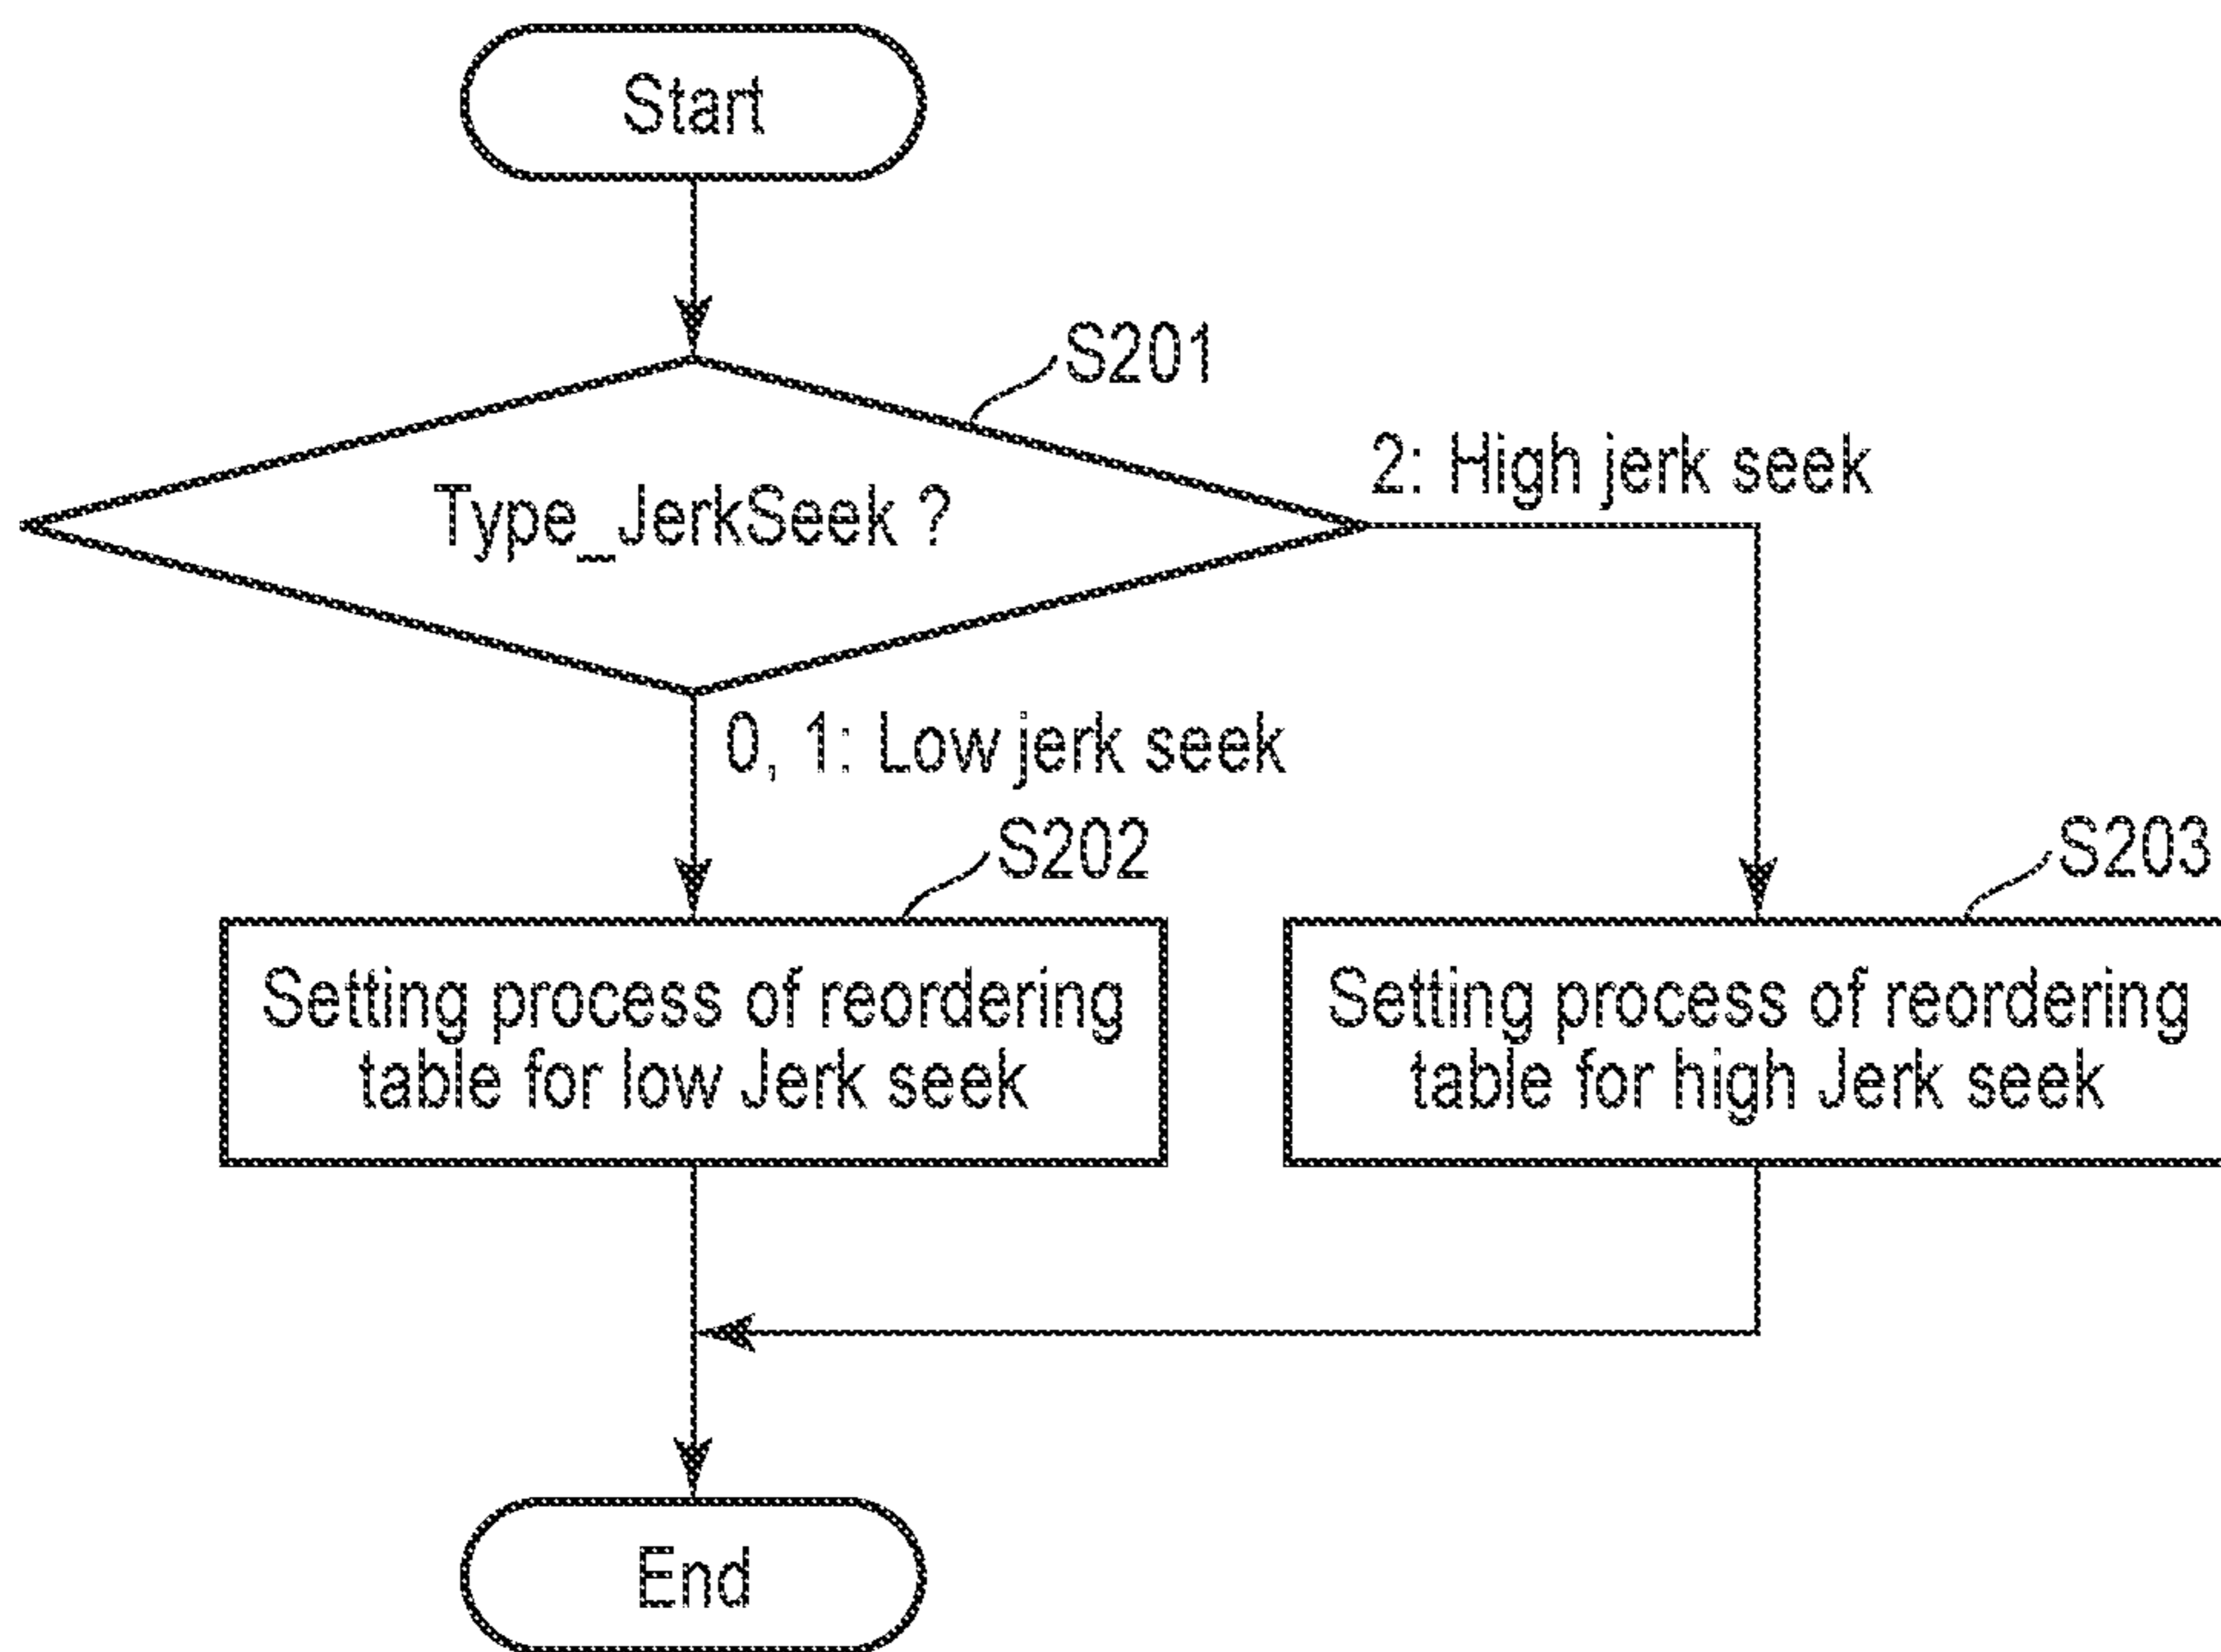 Start
S201
2: High jerk seek
Type_JerkSeek ?
0, 1: Low jerk seek
S202
S203
Setting process of reordering
table for low Jerk seek
Setting process of reordering
table for high Jerk seek
End